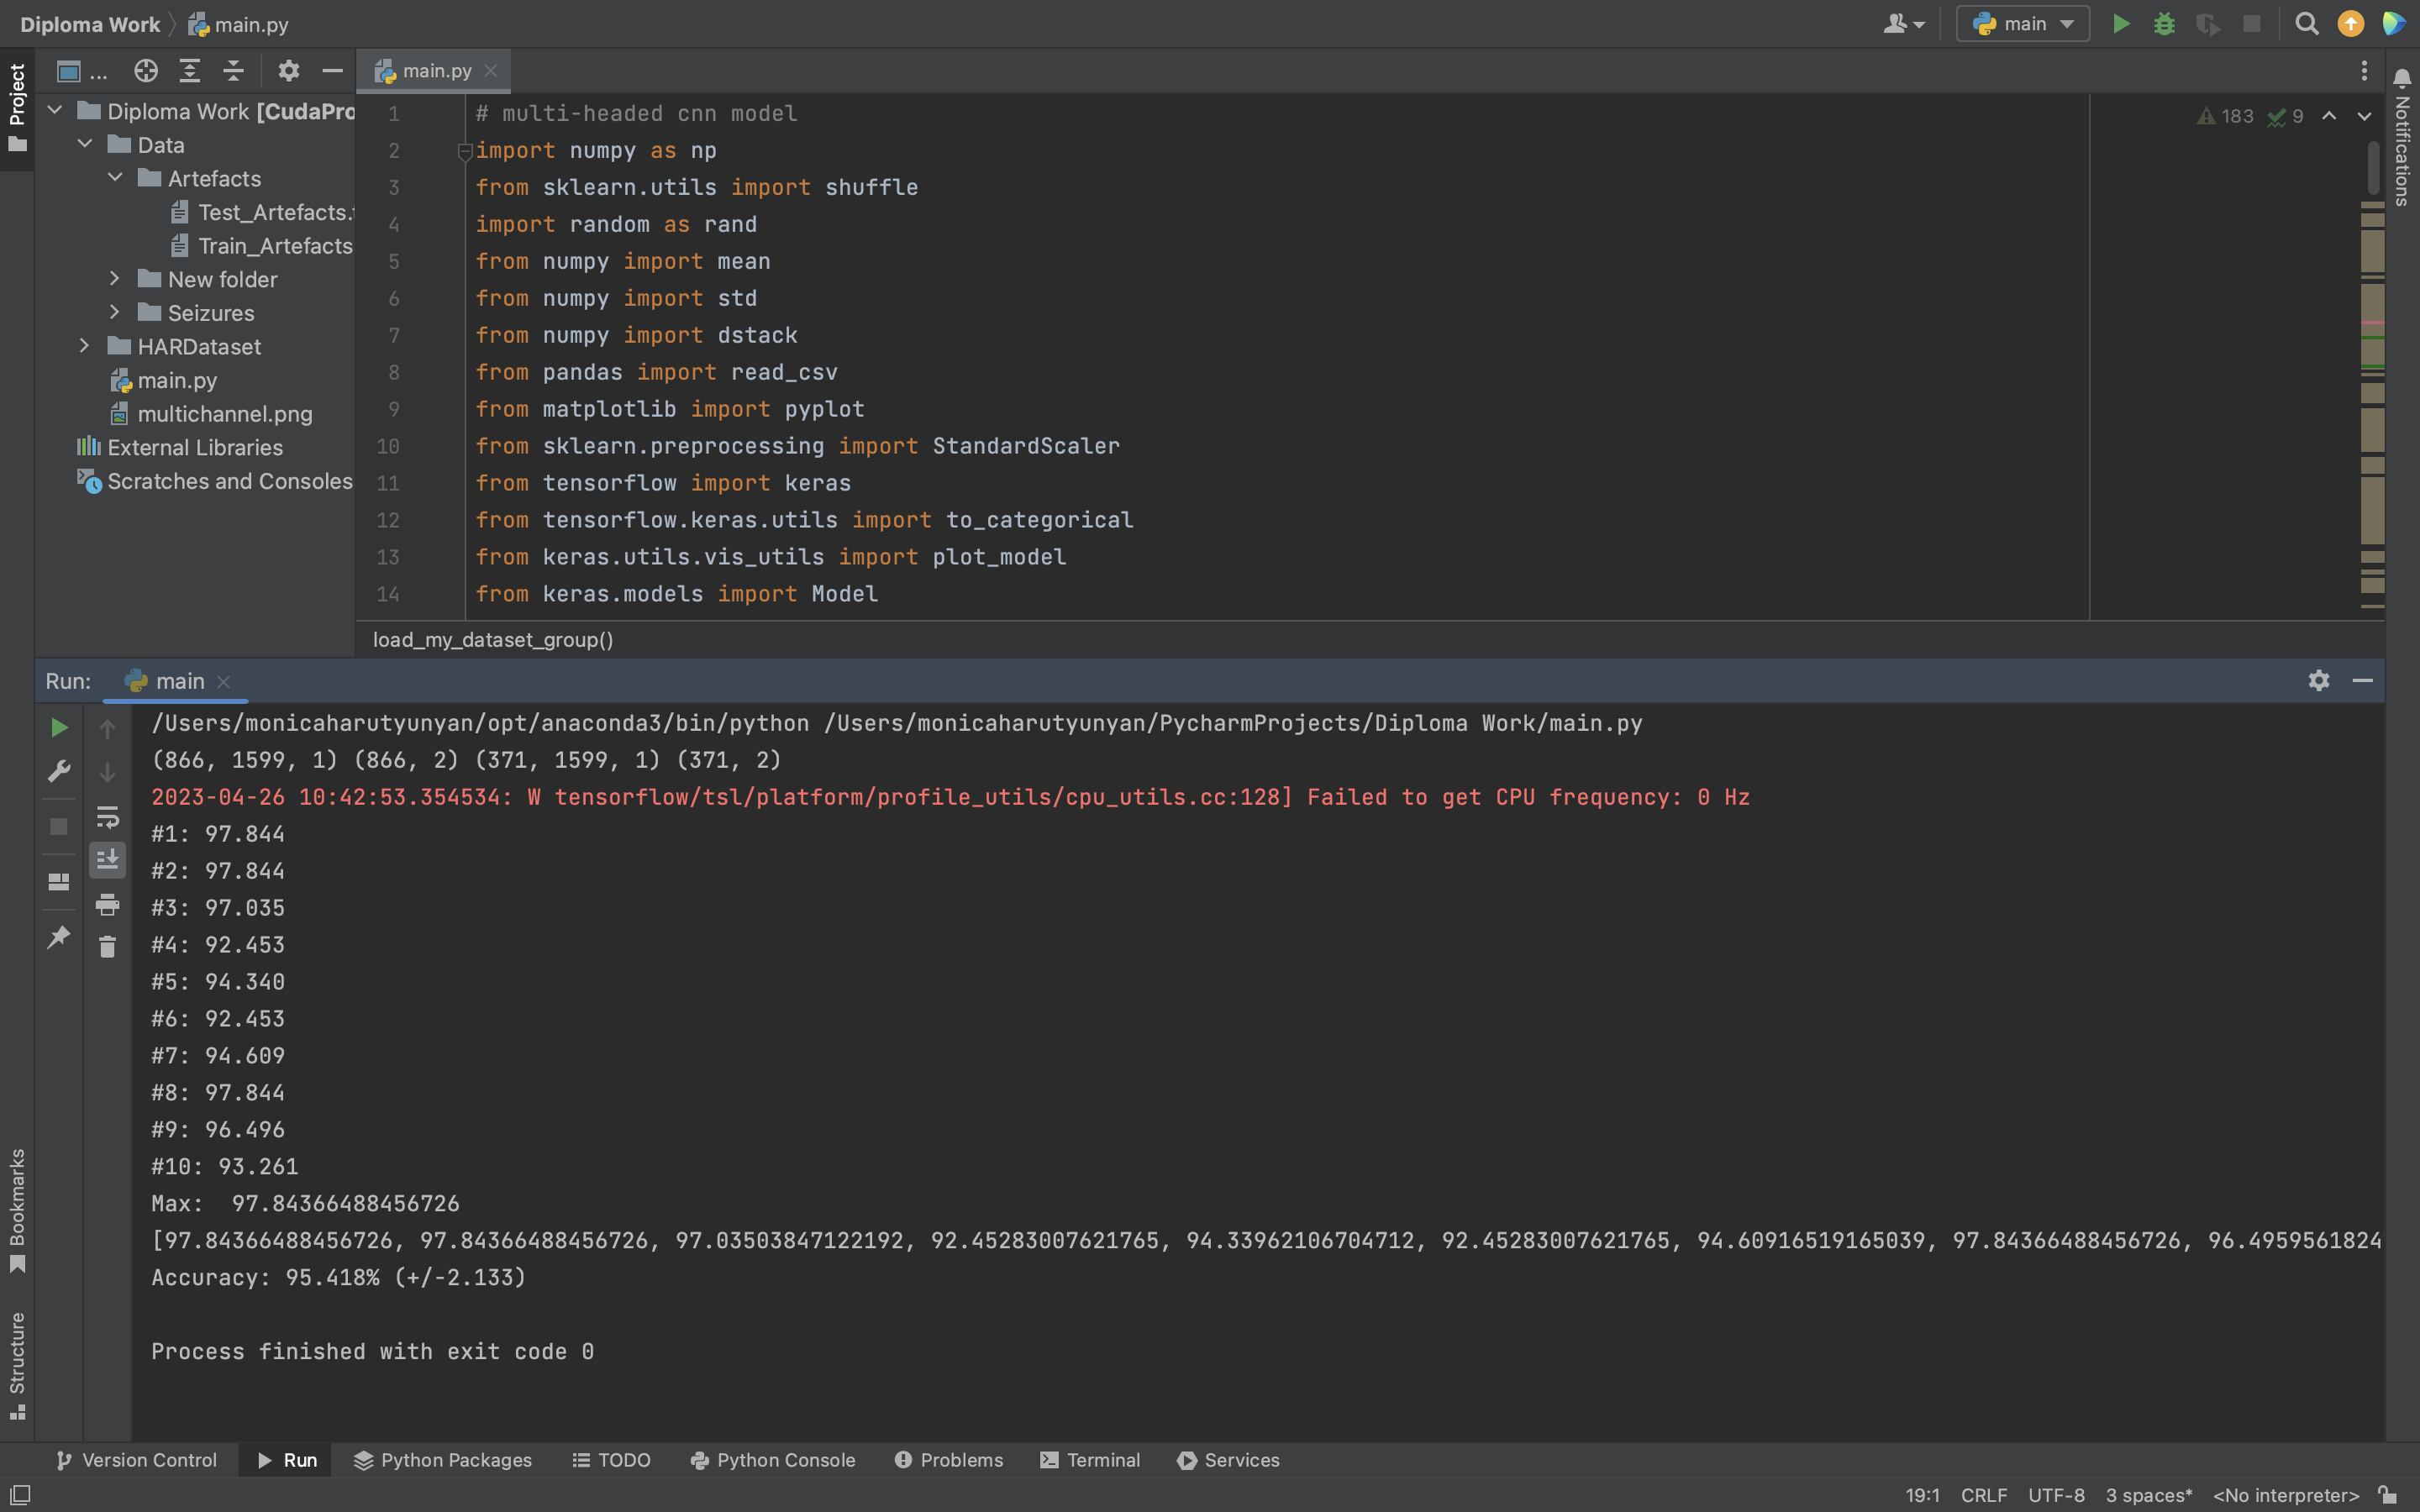 Diploma Work main.py
main
Project
...
main.py
Diploma Work [CudaPro
Data
Artefacts
Test_Artefacts.
Train_Artefacts
New folder
Seizures
HARDataset
main.py
multichannel.png
External Libraries
Scratches and Consoles
183 9
Notifications
1 # multi-headed cnn model
2 import numpy as np
3 from sklearn.utils import shuffle
4 import random as rand
5 from numpy import mean
6 from numpy import std
7 from numpy import dstack
8 from pandas import read_csv
9 from matplotlib import pyplot
10 from sklearn.preprocessing import StandardScaler
11 from tensorflow import keras
12 from tensorflow.keras.utils import to_categorical
13 from keras.utils.vis_utils import plot_model
14 from keras.models import Model
load_my_dataset_group()
Run: main
/Users/monicaharutyunyan/opt/anaconda3/bin/python /Users/monicaharutyunyan/PycharmProjects/Diploma Work/main.py
(866, 1599, 1) (866, 2) (371, 1599, 1) (371, 2)
2023-04-26 10:42:53.354534: W tensorflow/tsl/platform/profile_utils/cpu_utils.cc:128] Failed to get CPU frequency: 0 Hz
#1: 97.844
#2: 97.844
#3: 97.035
#4: 92.453
#5: 94.340
#6: 92.453
#7: 94.609
#8: 97.844
#9: 96.496
#10: 93.261
Max:  97.84366488456726
[97.84366488456726, 97.84366488456726, 97.03503847122192, 92.45283007621765, 94.33962106704712, 92.45283007621765, 94.60916519165039, 97.84366488456726, 96.4959561824
Accuracy: 95.418% (+/-2.133)
Process finished with exit code 0
Bookmarks
Structure
Version Control Run Python Packages TODO Python Console Problems Terminal Services
19:1 CRLF UTF-8 3 spaces* <No interpreter>